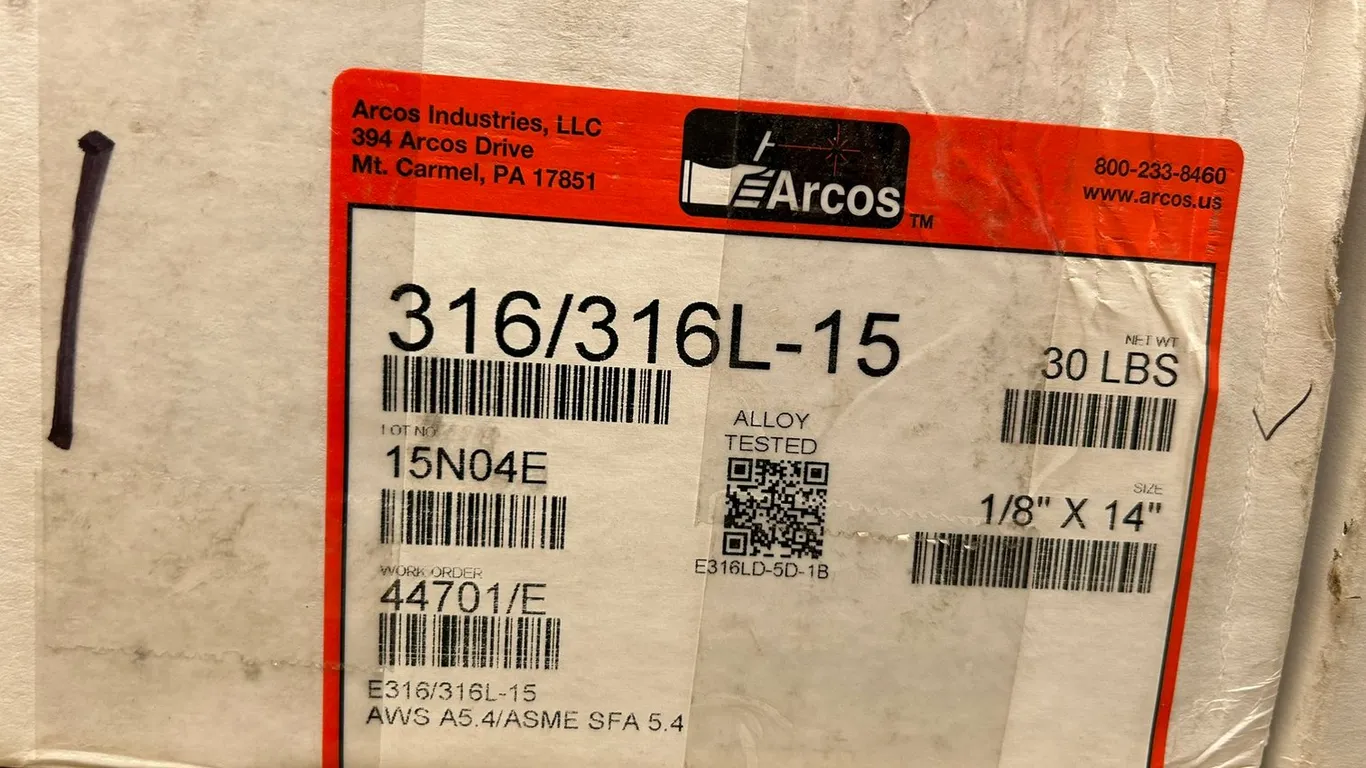 Arcos Industries, LLC
394 Arcos Drive
Mt. Carmel, PA 17851
Arcos TM
800-233-8460
www.arcos.us
316/316L-15
NET WT
30 LBS
LOT NO
15N04E
ALLOY
TESTED
E316LD-5D-1B
SIZE
1/8" X 14"
WORK ORDER
44701/E
E316/316L-15
AWS A5.4/ASME SFA 5.4